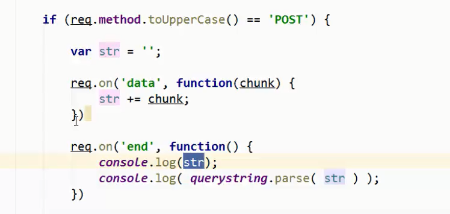 if (req.method.toUpperCase() == 'POST') {
var str = '';
req.on('data', function(chunk) {
str += chunk;
})
req.on('end', function() {
console.log(str);
console.log( querystring.parse( str ) );
})